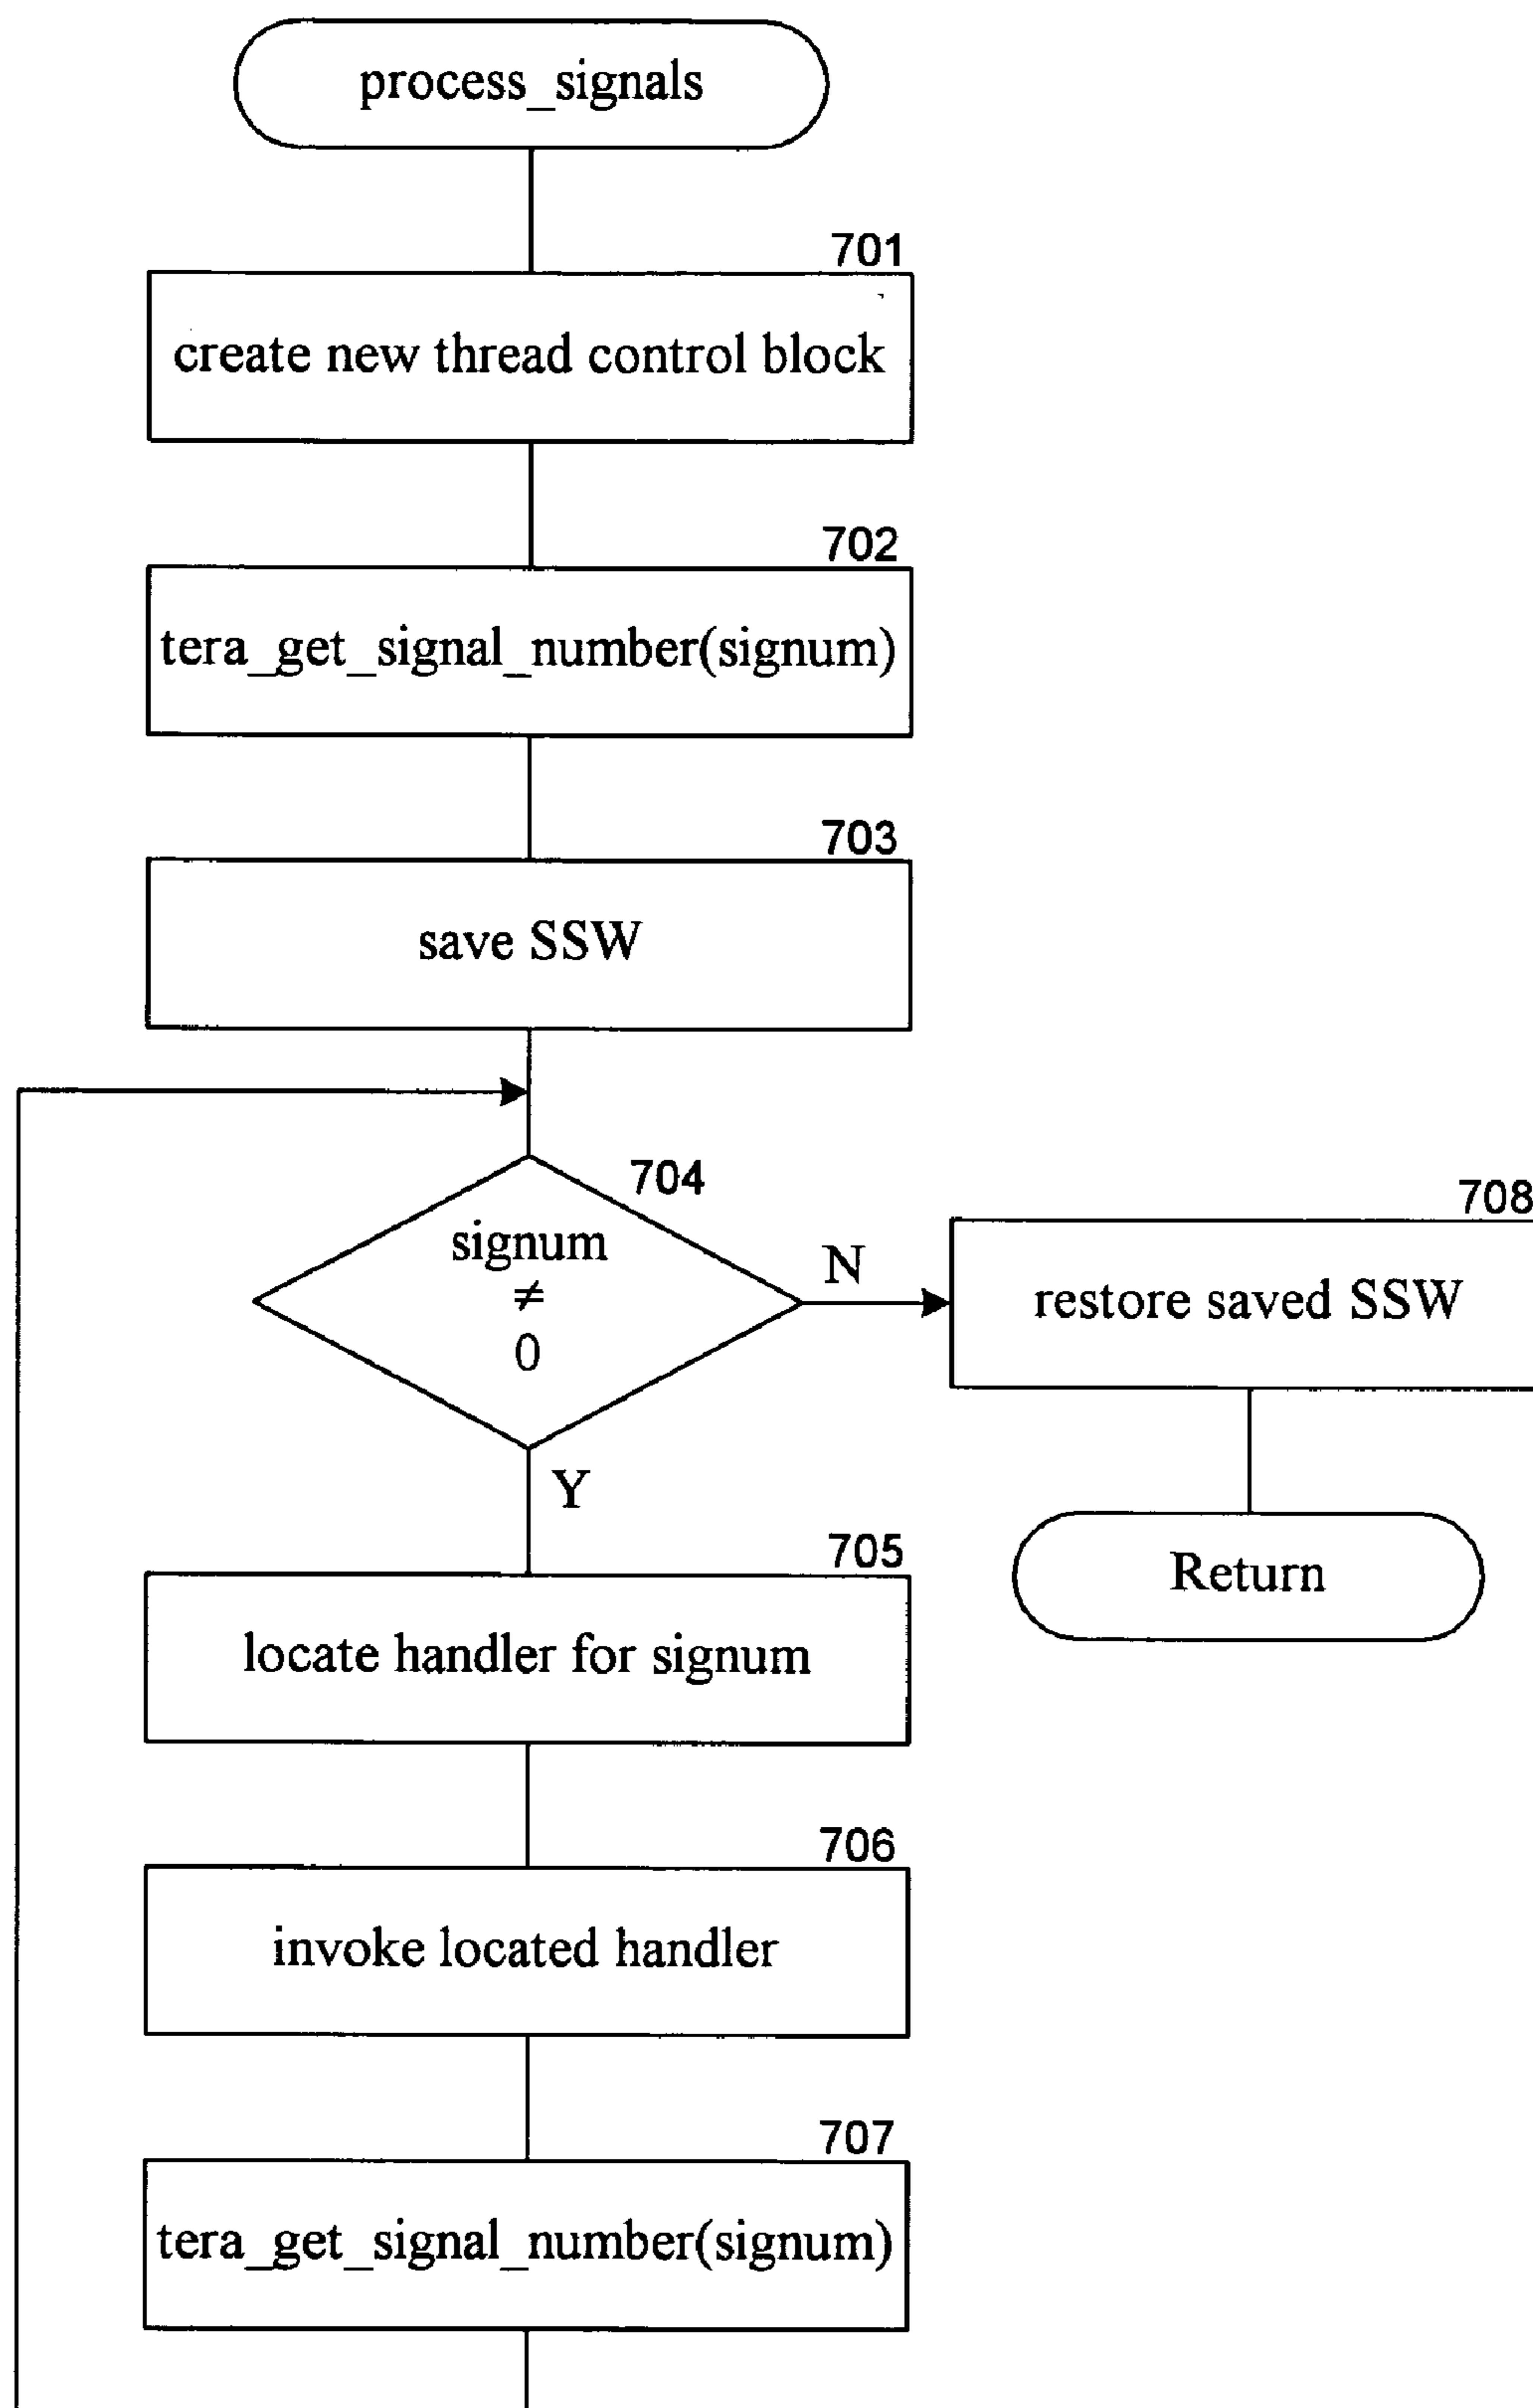 process_signals
701
create new thread control block
702
tera_get_signal_number(signum)
703
save SSW
704
signum
≠
0
N
708
restore saved SSW
Y
Return
705
locate handler for signum
706
invoke located handler
707
tera_get_signal_number(signum)